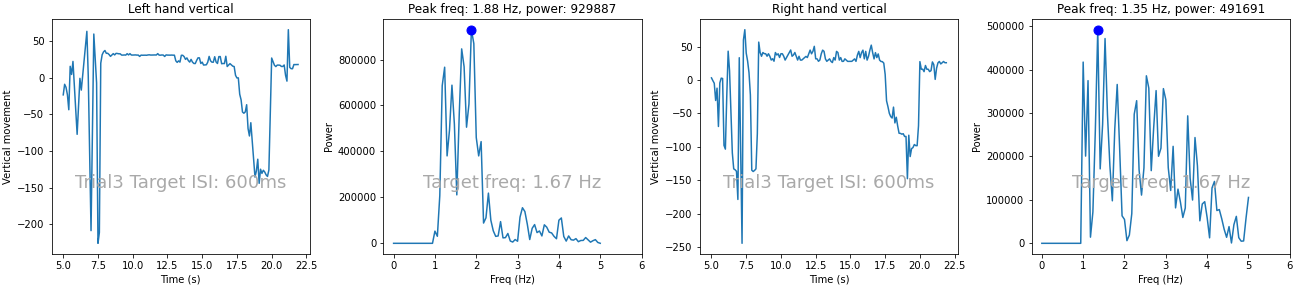 Left hand vertical
Vertical movement
50
0
−50
−100
−150
−200
Trial3 Target ISI: 600ms
5.0 7.5 10.0 12.5 15.0 17.5 20.0 22.5
Time (s)
Peak freq: 1.88 Hz, power: 929887
Power
800000
600000
400000
200000
0
Target freq: 1.67 Hz
0 1 2 3 4 5 6
Freq (Hz)
Right hand vertical
Vertical movement
50
0
−50
−100
−150
−200
−250
Trial3 Target ISI: 600ms
5.0 7.5 10.0 12.5 15.0 17.5 20.0 22.5
Time (s)
Peak freq: 1.35 Hz, power: 491691
Power
500000
400000
300000
200000
100000
0
Target freq: 1.67 Hz
0 1 2 3 4 5 6
Freq (Hz)